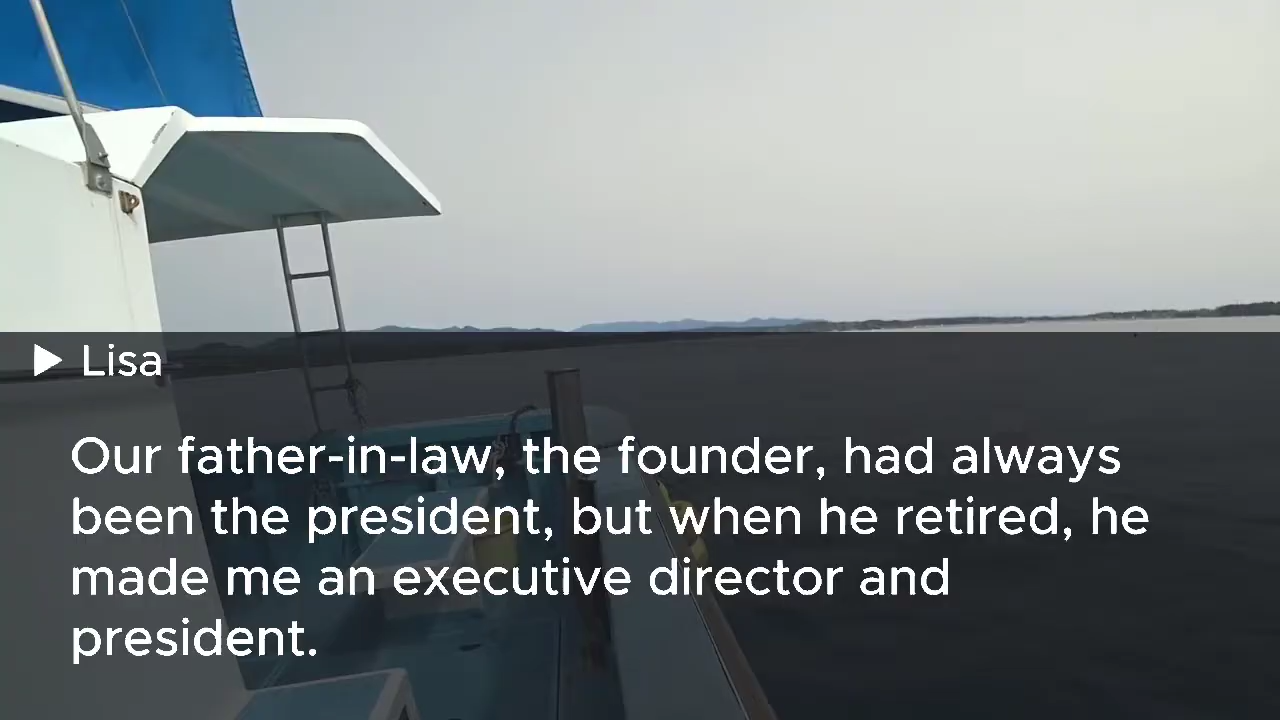 ▶ Lisa
Our father-in-law, the founder, had always
been the president, but when he retired, he
made me an executive director and
president.